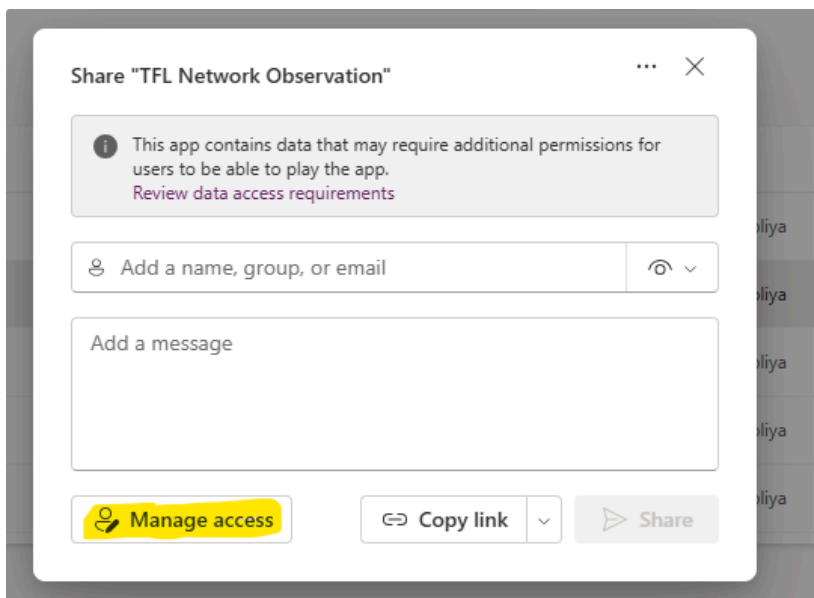 Share "TFL Network Observation"
This app contains data that may require additional permissions for
users to be able to play the app.
Review data access requirements
Add a name, group, or email
Add a message
Manage access
Copy link
Share